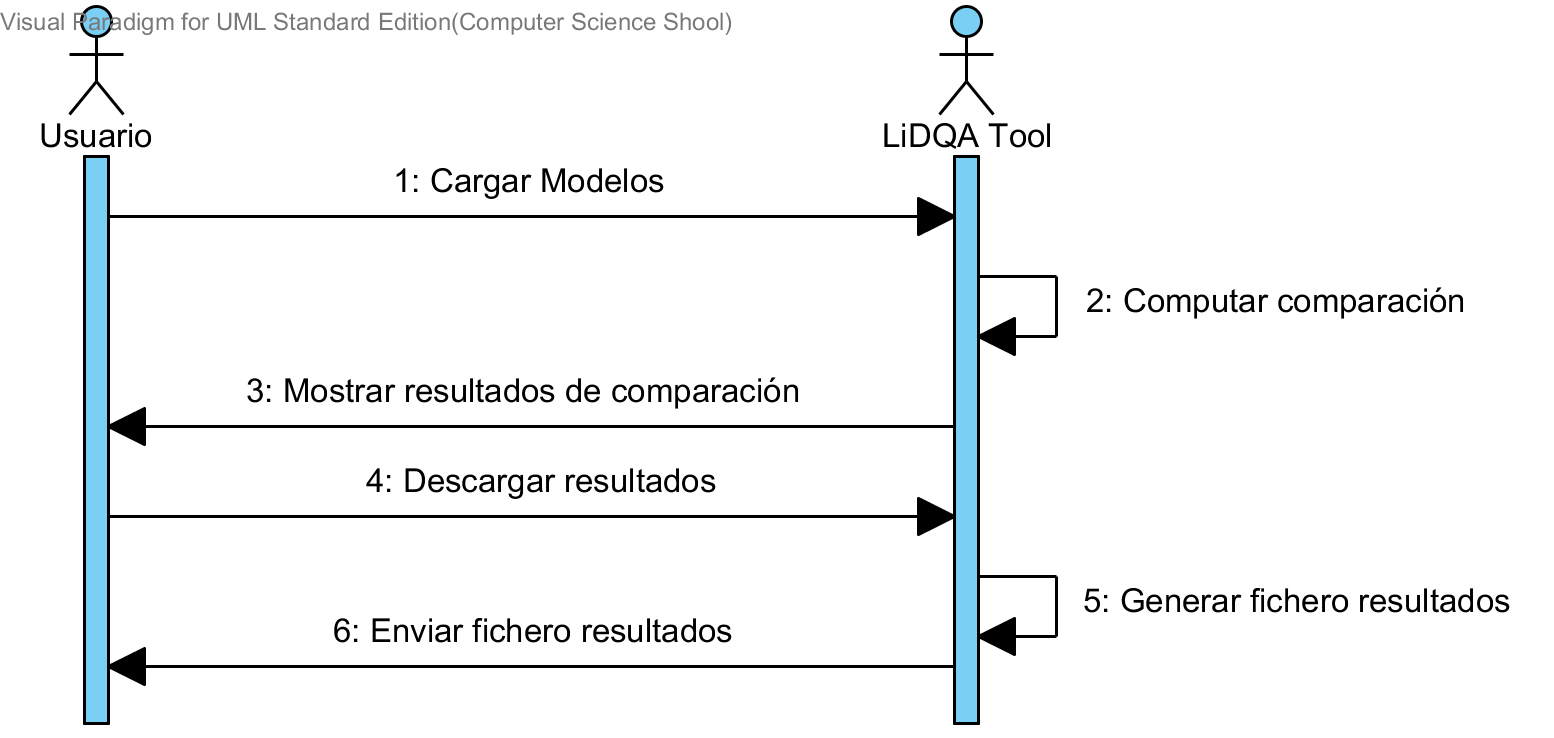 Visual Paradigm for UML Standard Edition(Computer Science Shool)
Usuario
LiDQA Tool
1: Cargar Modelos
2: Computar comparación
3: Mostrar resultados de comparación
4: Descargar resultados
5: Generar fichero resultados
6: Enviar fichero resultados